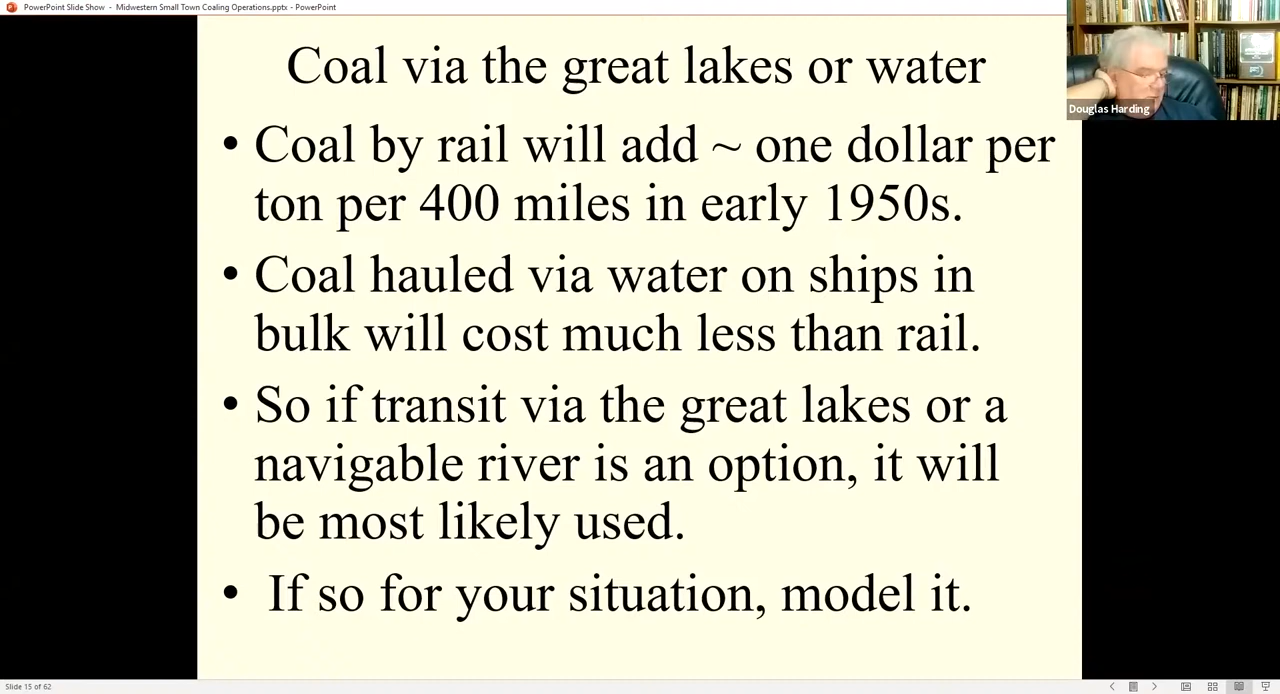 PowerPoint Slide Show - Midwestern Small Town Coaling Operations.pptx - PowerPoint
Coal via the great lakes or water
• Coal by rail will add ~ one dollar per
ton per 400 miles in early 1950s.
• Coal hauled via water on ships in
bulk will cost much less than rail.
• So if transit via the great lakes or a
navigable river is an option, it will
be most likely used.
• If so for your situation, model it.
Douglas Harding
Slide 15 of 62